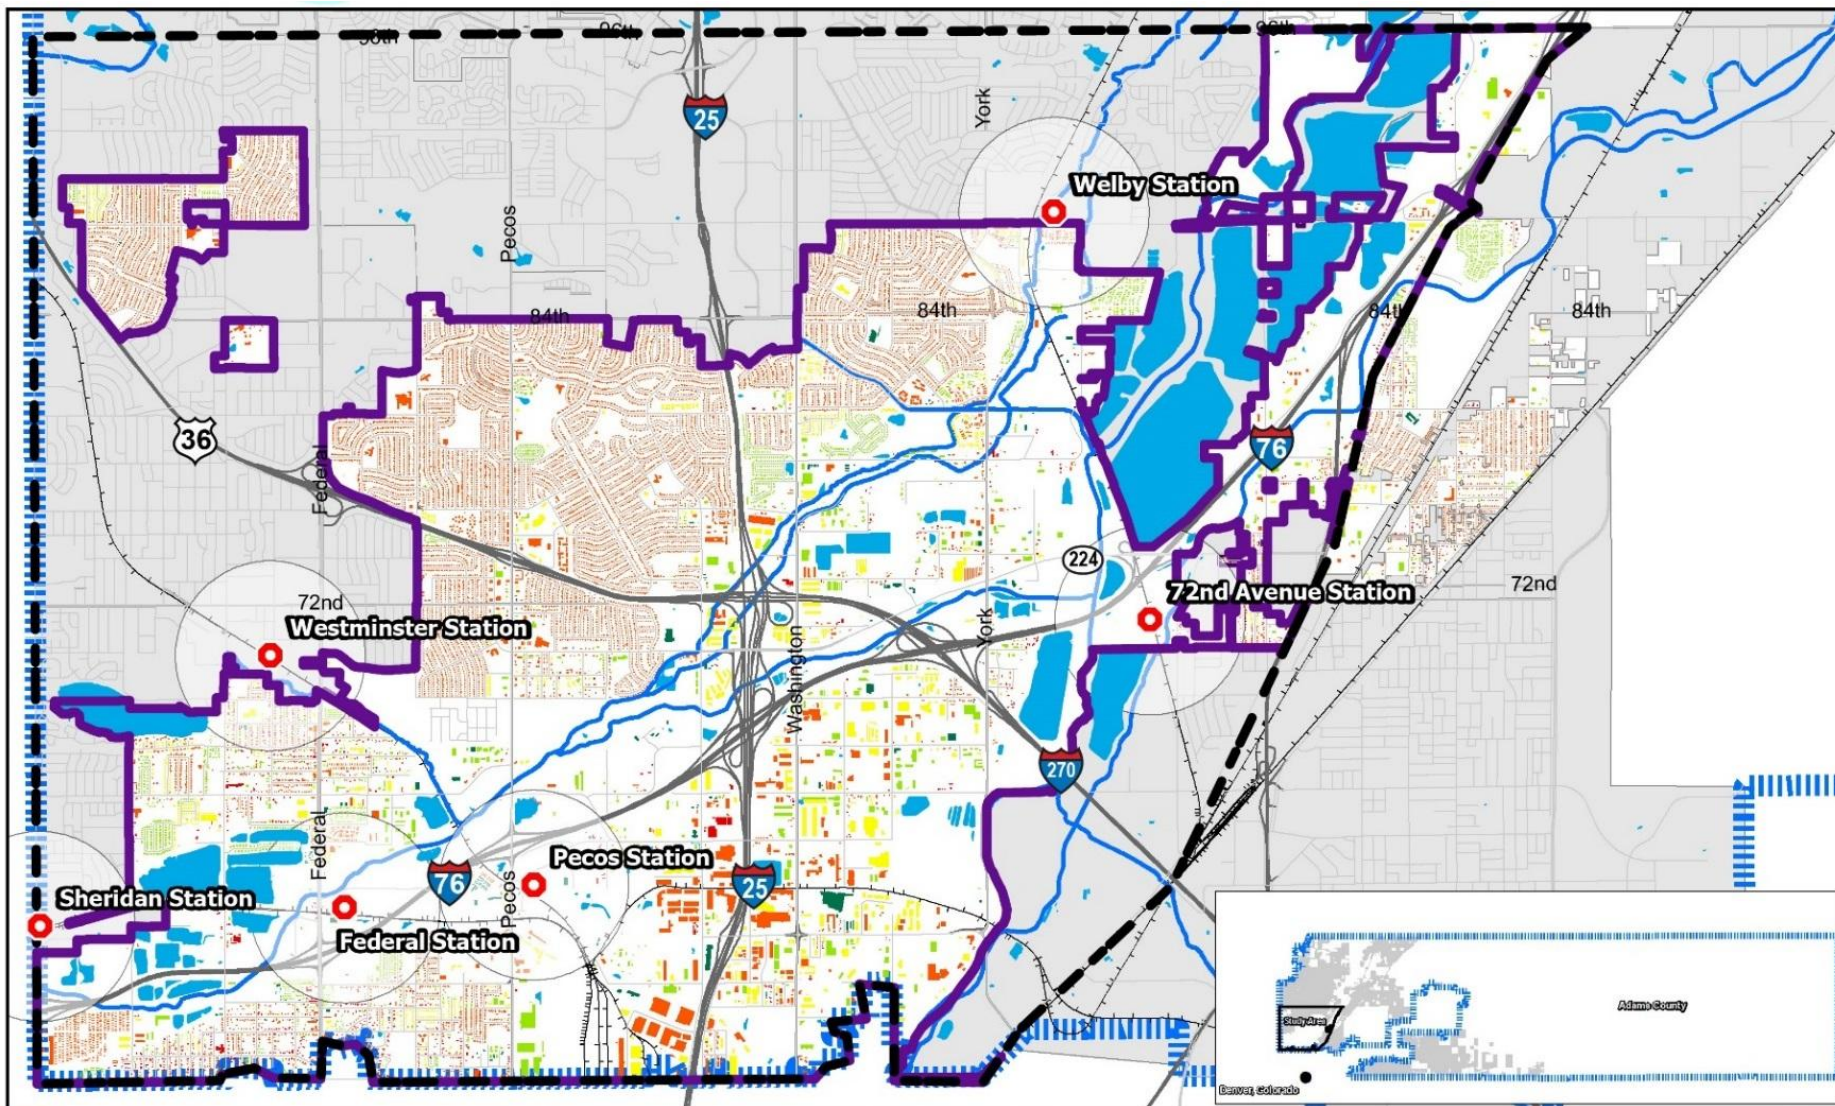 96th
96th
96th
25
York
Welby Station
Pecos
84th
84th
84th
84th
36
Federal
76
224
72nd
72nd Avenue Station
72nd
Westminster Station
York
Washington
270
Federal
Pecos Station
76
25
Pecos
Sheridan Station
Federal Station
Adams County
Study Area
Denver, Colorado